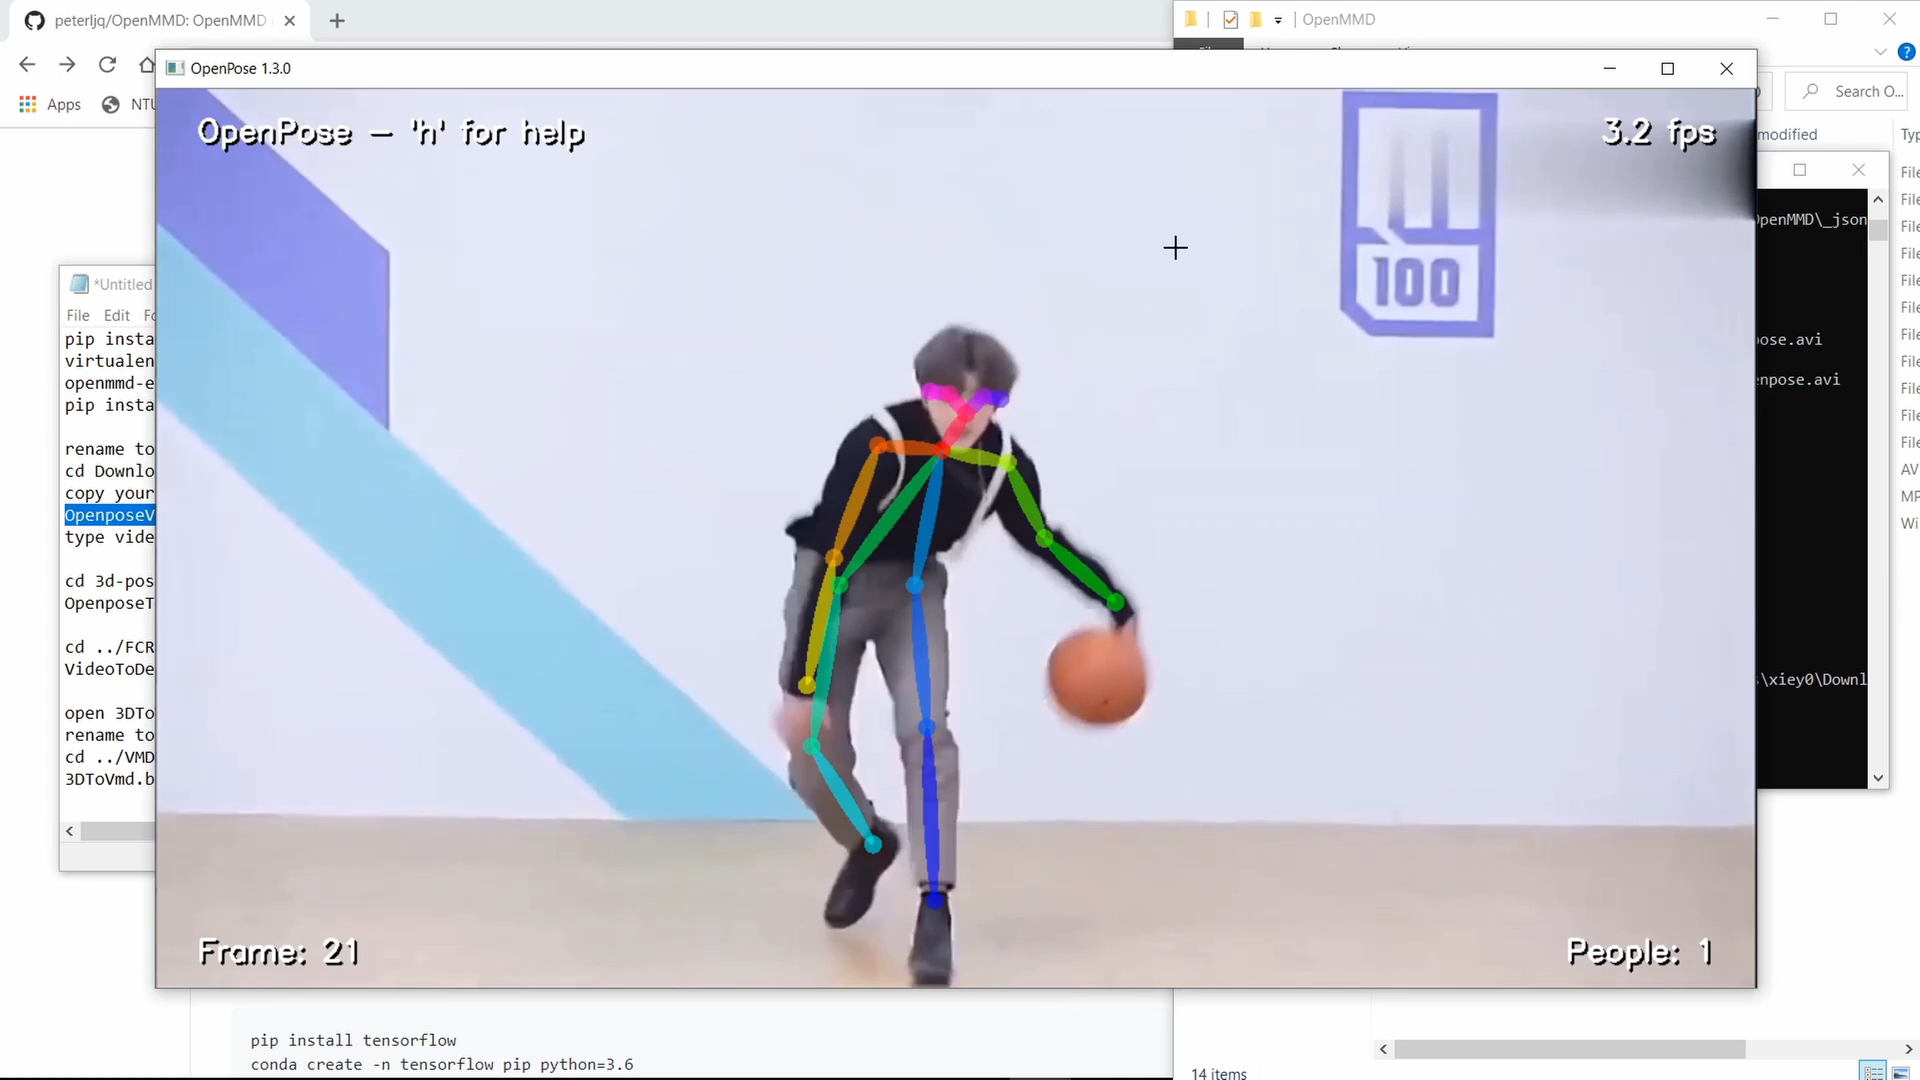 peterljq/OpenMMD: OpenMMD
OpenMMD
Apps
NTU
Search O...
OpenPose 1.3.0
OpenPose - 'h' for help
3.2 fps
100
modified
Typ
File
File
File
File
File
File
File
File
File
File
File
AV
MP
Wi
OpenMMD\_json
pose.avi
enpose.avi
\xiey0\Downl
*Untitled
File Edit Fo
pip insta
virtualen
openmmd-e
pip insta
rename to
cd Downlo
copy your
OpenposeV
type vide
cd 3d-pos
OpenposeT
cd ../FCR
VideoToDe
open 3DTo
rename to
cd ../VMD
3DToVmd.b
Frame: 21
People: 1
pip install tensorflow
conda create -n tensorflow pip python=3.6
14 items